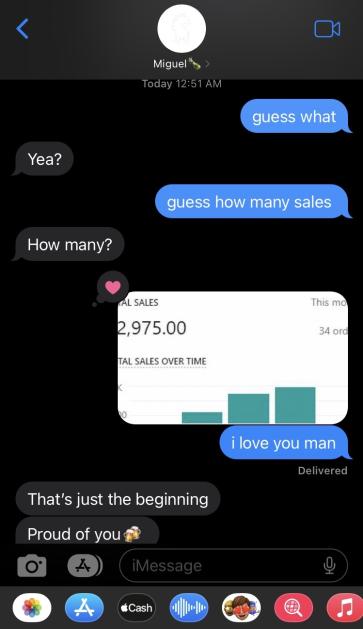 Miguel🍾 >
Today 12:51 AM
guess what
Yea?
guess how many sales
How many?
AL SALES
This mo
2,975.00
34 ord
TAL SALES OVER TIME
K
00
i love you man
Delivered
That's just the beginning
Proud of you🍻
iMessage
Cash